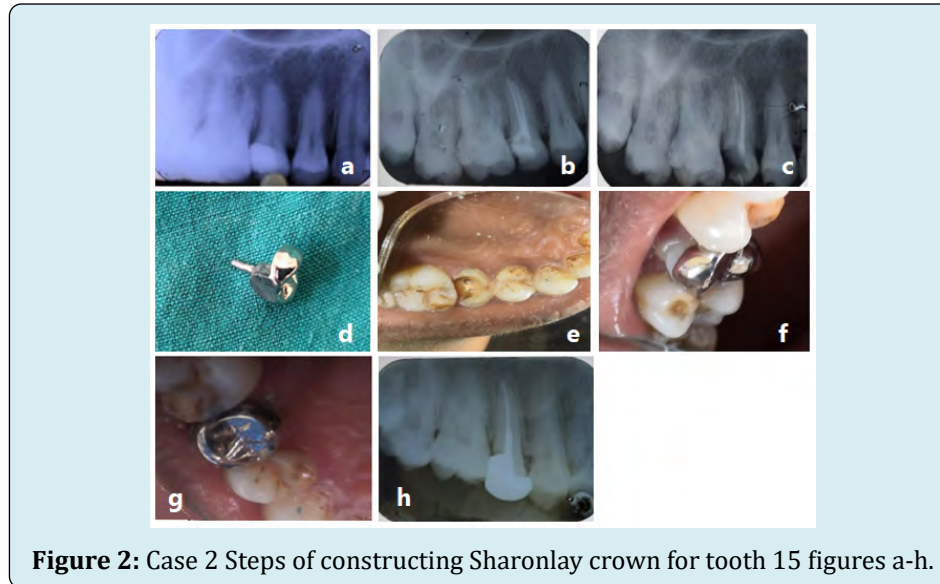 a
b
c
d
e
f
g
h
Figure 2: Case 2 Steps of constructing Sharonlay crown for tooth 15 figures a-h.